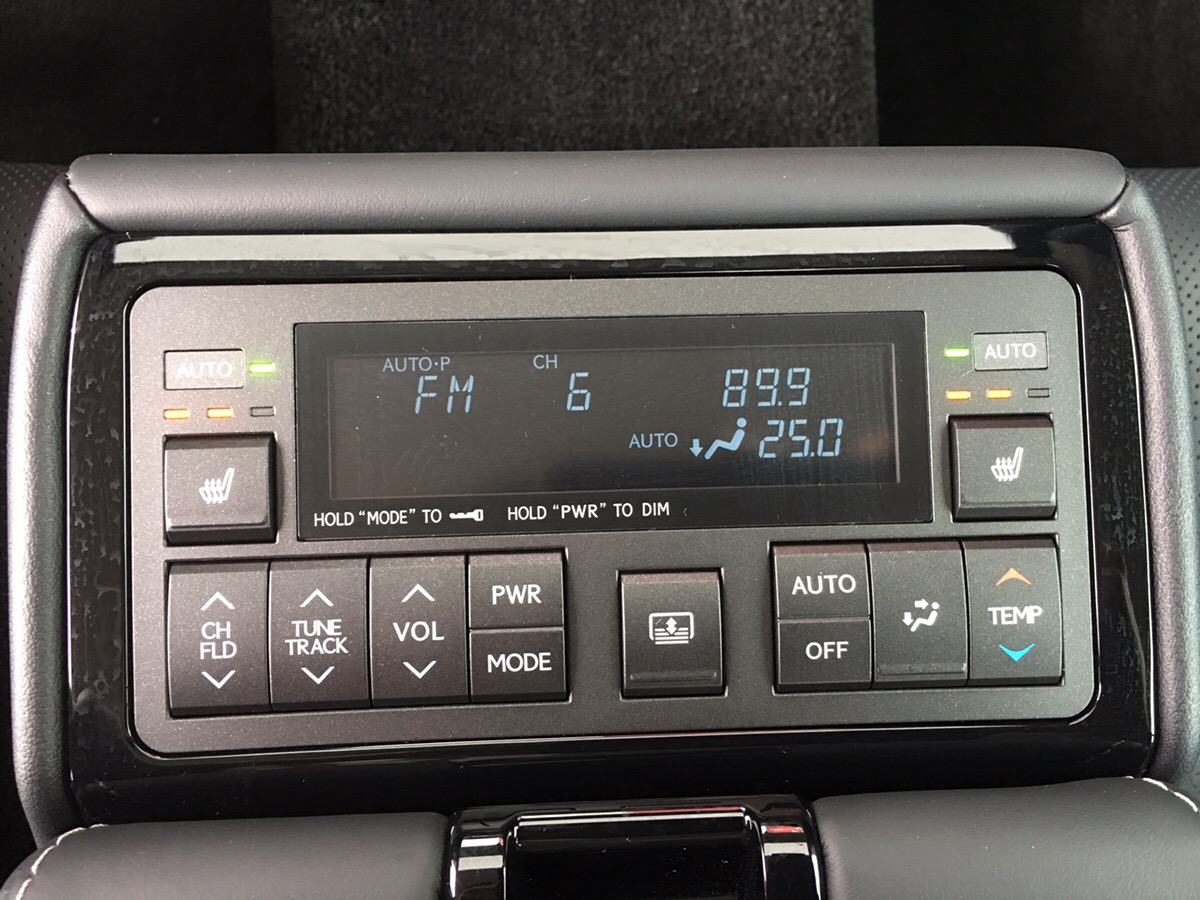 AUTO
AUTO
AUTO·P CH
FM 6 89.9
AUTO 25.0
HOLD “MODE” TO HOLD “PWR” TO DIM
CH
FLD
TUNE
TRACK
VOL
PWR
MODE
AUTO
OFF
TEMP